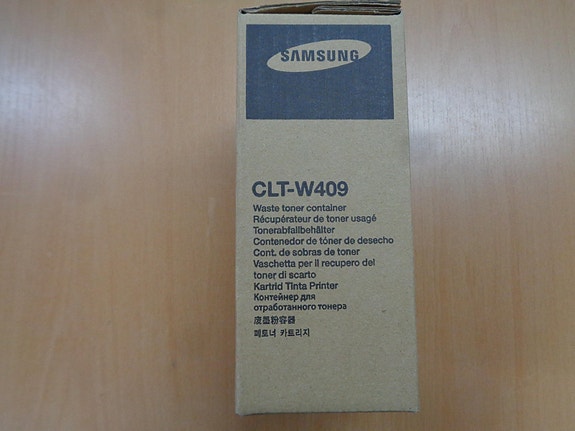 SAMSUNG
CLT-W409
Waste toner container
Récupérateur de toner usagé
Tonerabfallbehälter
Contenedor de tóner de desecho
Cont. de sobras de toner
Vaschetta per il recupero del
toner di scarto
Kartrid Tinta Printer
Контейнер для
отработанного тонера
废墨粉容器
폐토너 카트리지